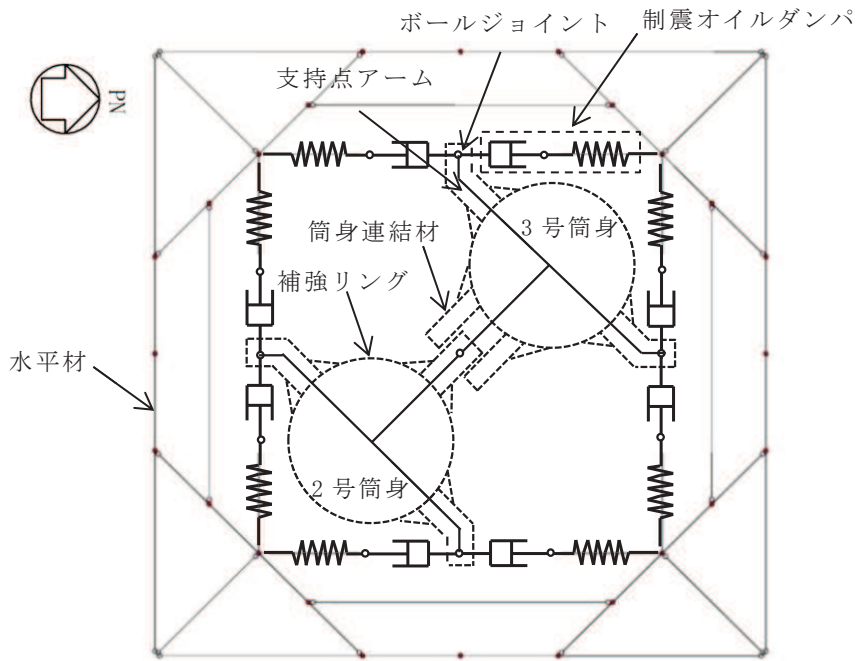 ボールジョイント
制震オイルダンパ
支持点アーム
PN
3号筒身
筒身連結材
補強リング
水平材
2号筒身